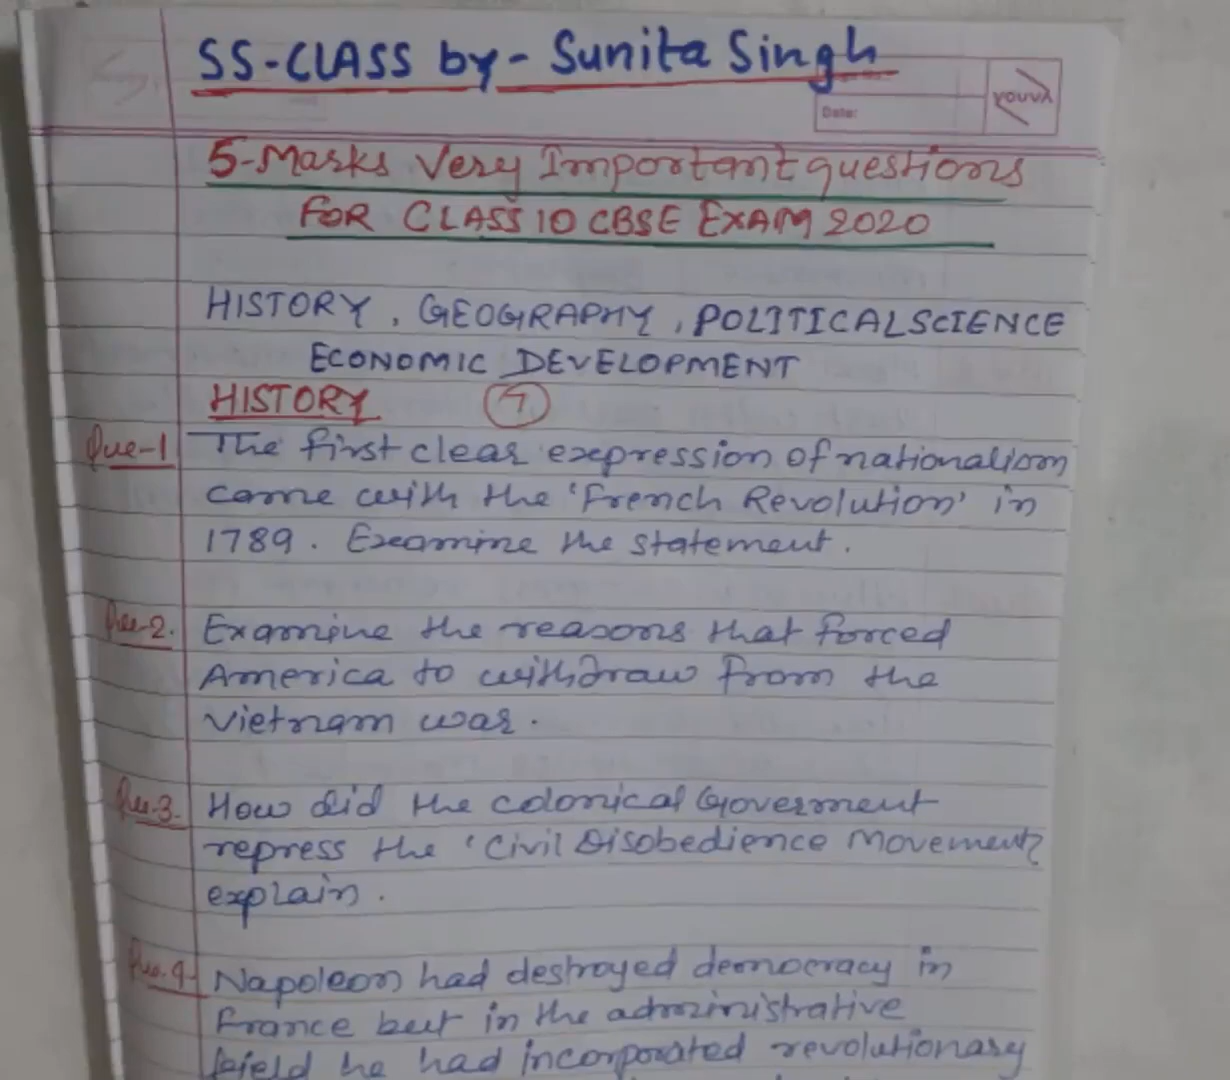 SS-CLASS by- Sunita Singh
Date:
YOUVA
5-Marks Very Important questions
FOR CLASS 10 CBSE EXAM 2020
HISTORY, GEOGRAPHY, POLITICAL SCIENCE
ECONOMIC DEVELOPMENT
HISTORY 7
Que-1 The first clear expression of nationalism
came with the 'French Revolution' in
1789. Examine the statement.
Que-2. Examine the reasons that forced
America to withdraw from the
Vietnam war.
Que-3. How did the colonical Goverment
repress the 'Civil Disobedience Movement?
explain.
Que.4- Napoleon had destroyed democracy in
France but in the administrative
field he had incorporated revolutionary